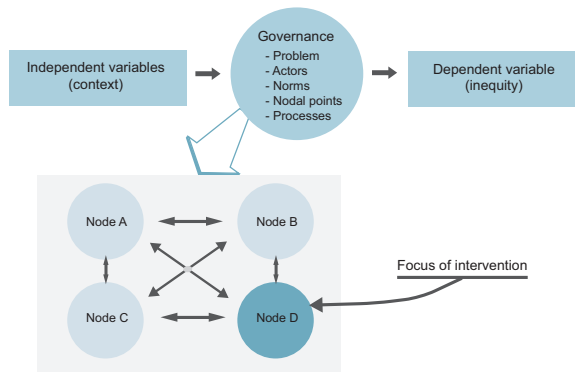 Governance
- Problem
- Actors
- Norms
- Nodal points
- Processes
Independent variables
(context)
Dependent variable
(inequity)
Node A
Node B
Focus of intervention
Node C
Node D